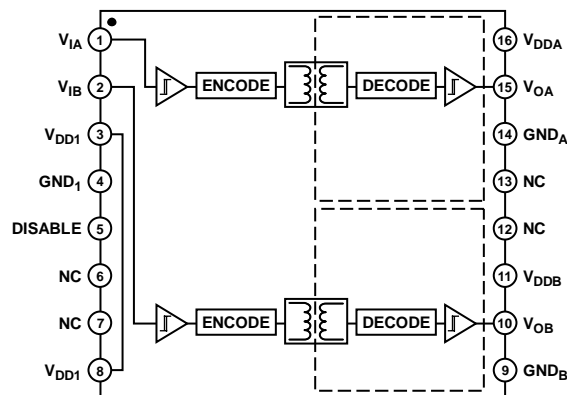 V_IA 1 16 V_DDA
V_IB 2 ENCODE DECODE 15 V_OA
V_DD1 3 14 GND_A
GND_1 4 13 NC
DISABLE 5 12 NC
NC 6 11 V_DDB
NC 7 ENCODE DECODE 10 V_OB
V_DD1 8 9 GND_B